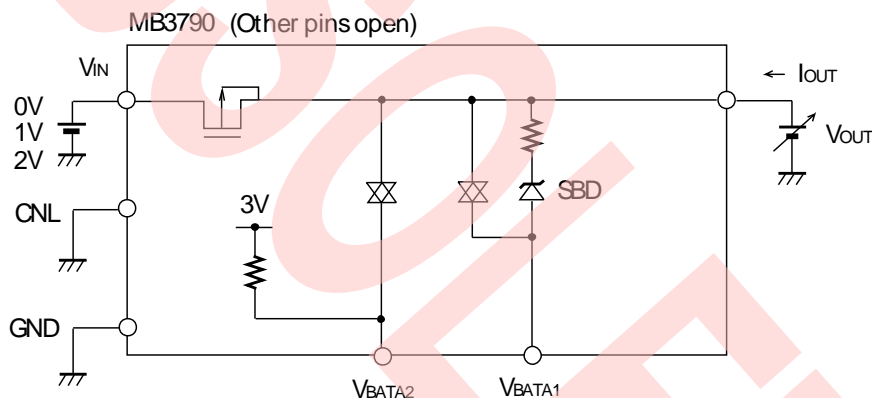 MB3790 (Other pins open)
VIN
IOUT
0V
1V
2V
VOUT
CNL
3V
SBD
GND
VBATA2
VBATA1